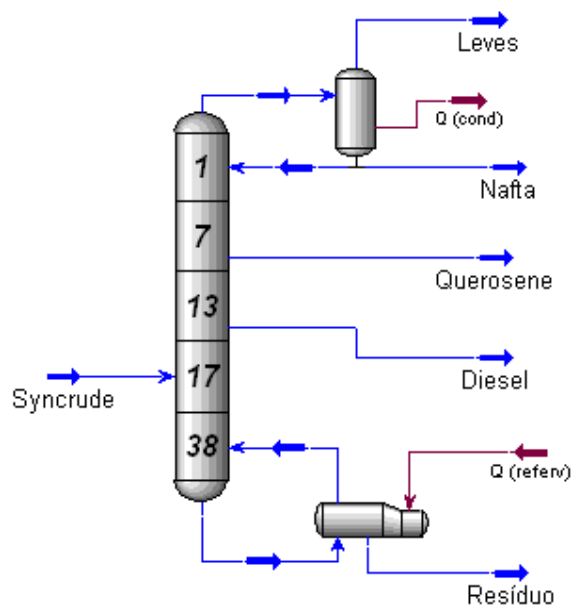 Leves
Q (cond)
1
Nafta
7
Querosene
13
Diesel
17
Syncrude
38
Q (referv)
Resíduo